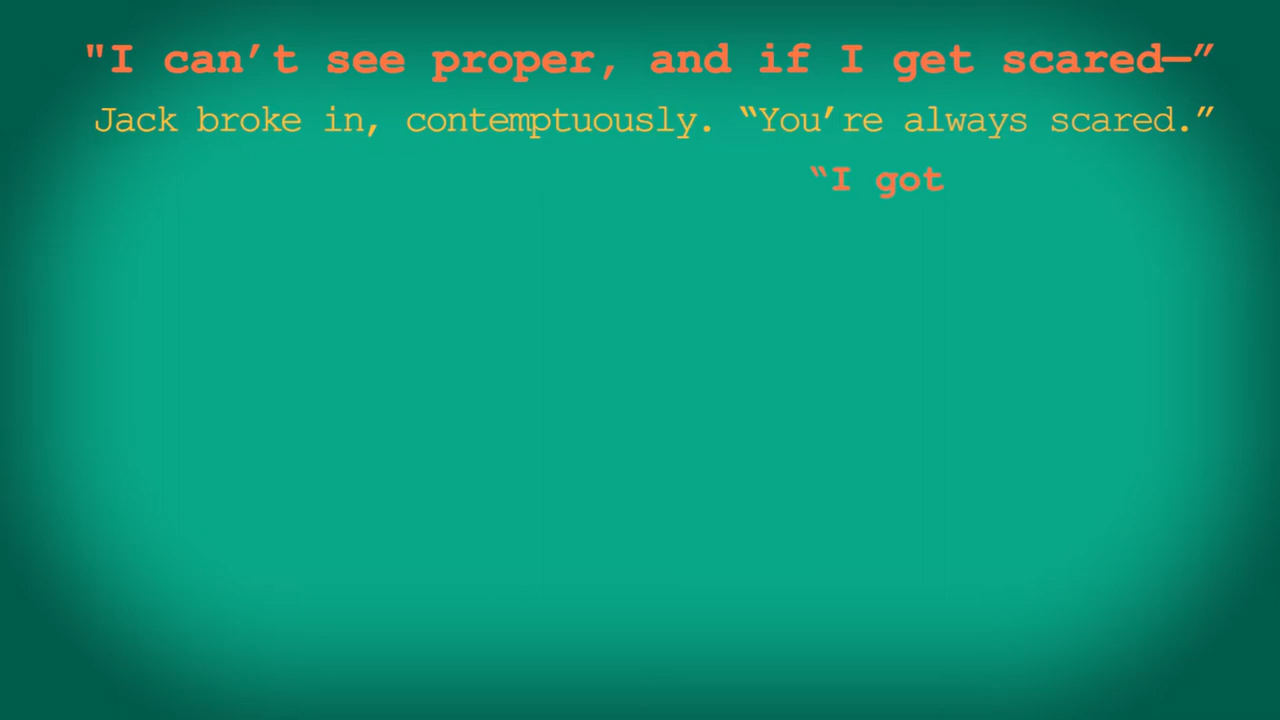 "I can’t see proper, and if I get scared—”
Jack broke in, contemptuously. “You’re always scared.”
“I got